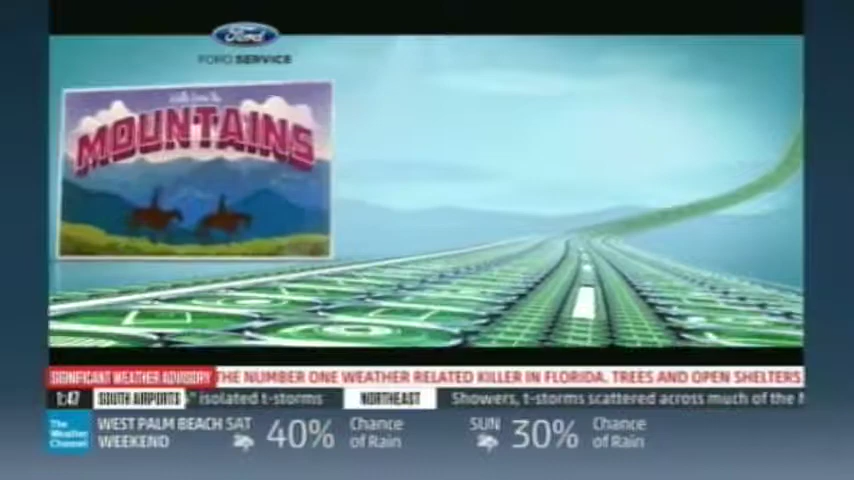 Ford
FORD SERVICE
MOUNTAINS
SIGNIFICANT WEATHER ADVISORY THE NUMBER ONE WEATHER RELATED KILLER IN FLORIDA. TREES AND OPEN SHELTERS
1:47 SOUTH AIRPORTS isolated t-storms NORTHEAST Showers, t-storms scattered across much of the
The Weather Channel
WEST PALM BEACH SAT 40% Chance SUN 30% Chance
WEEKEND of Rain of Rain